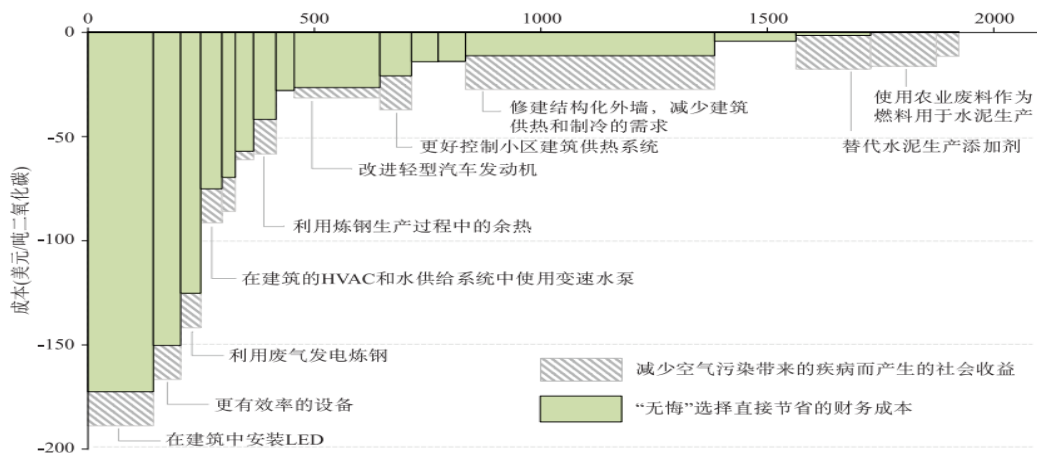 0 500 1000 1500 2000
0
-50
-100
-150
-200
成本(美元/吨二氧化碳)
使用农业废料作为
燃料用于水泥生产
修建结构化外墙，减少建筑
供热和制冷的需求
替代水泥生产添加剂
更好控制小区建筑供热系统
改进轻型汽车发动机
利用炼钢生产过程中的余热
在建筑的HVAC和水供给系统中使用变速水泵
利用废气发电炼钢
更有效率的设备
在建筑中安装LED
减少空气污染带来的疾病而产生的社会收益
“无悔”选择直接节省的财务成本